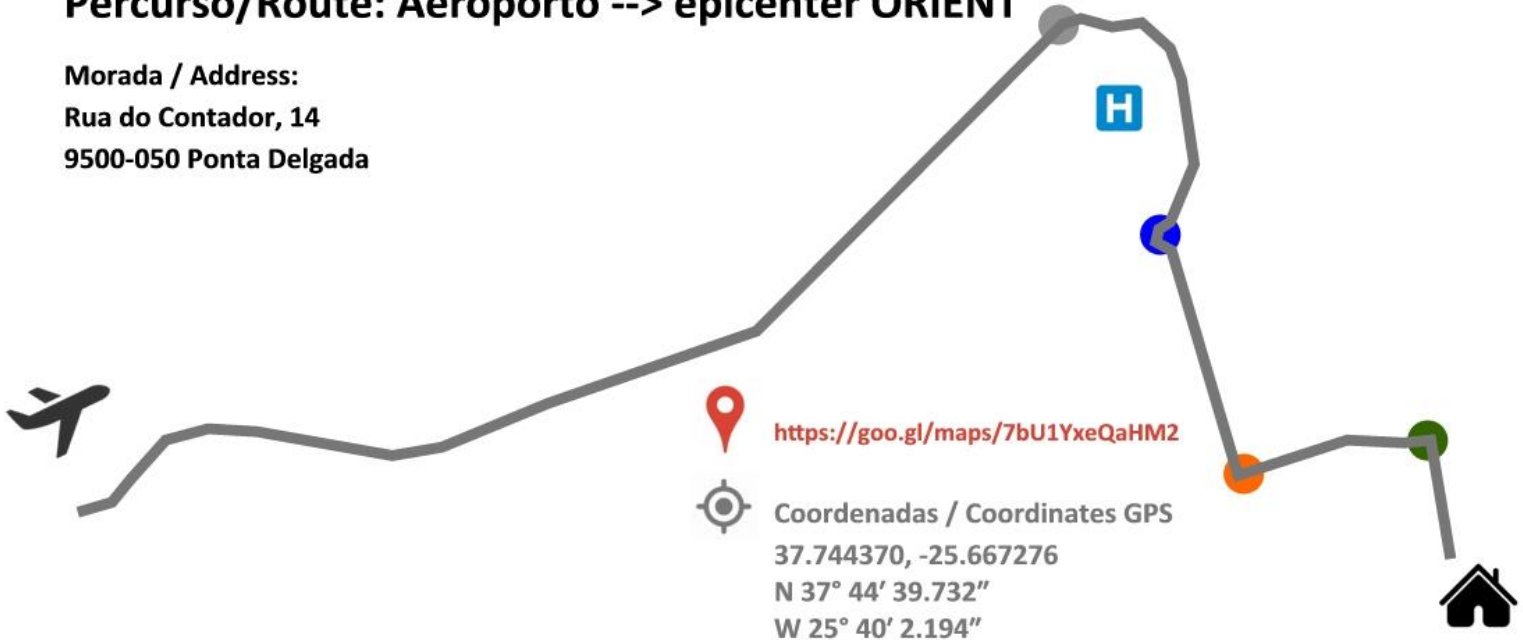 Percurso/Route: Aeroporto --> epicenter ORIENT
Morada / Address:
Rua do Contador, 14
9500-050 Ponta Delgada
H
https://goo.gl/maps/7bU1YxeQaHM2
Coordenadas / Coordinates GPS
37.744370, -25.667276
N 37° 44′ 39.732″
W 25° 40′ 2.194″